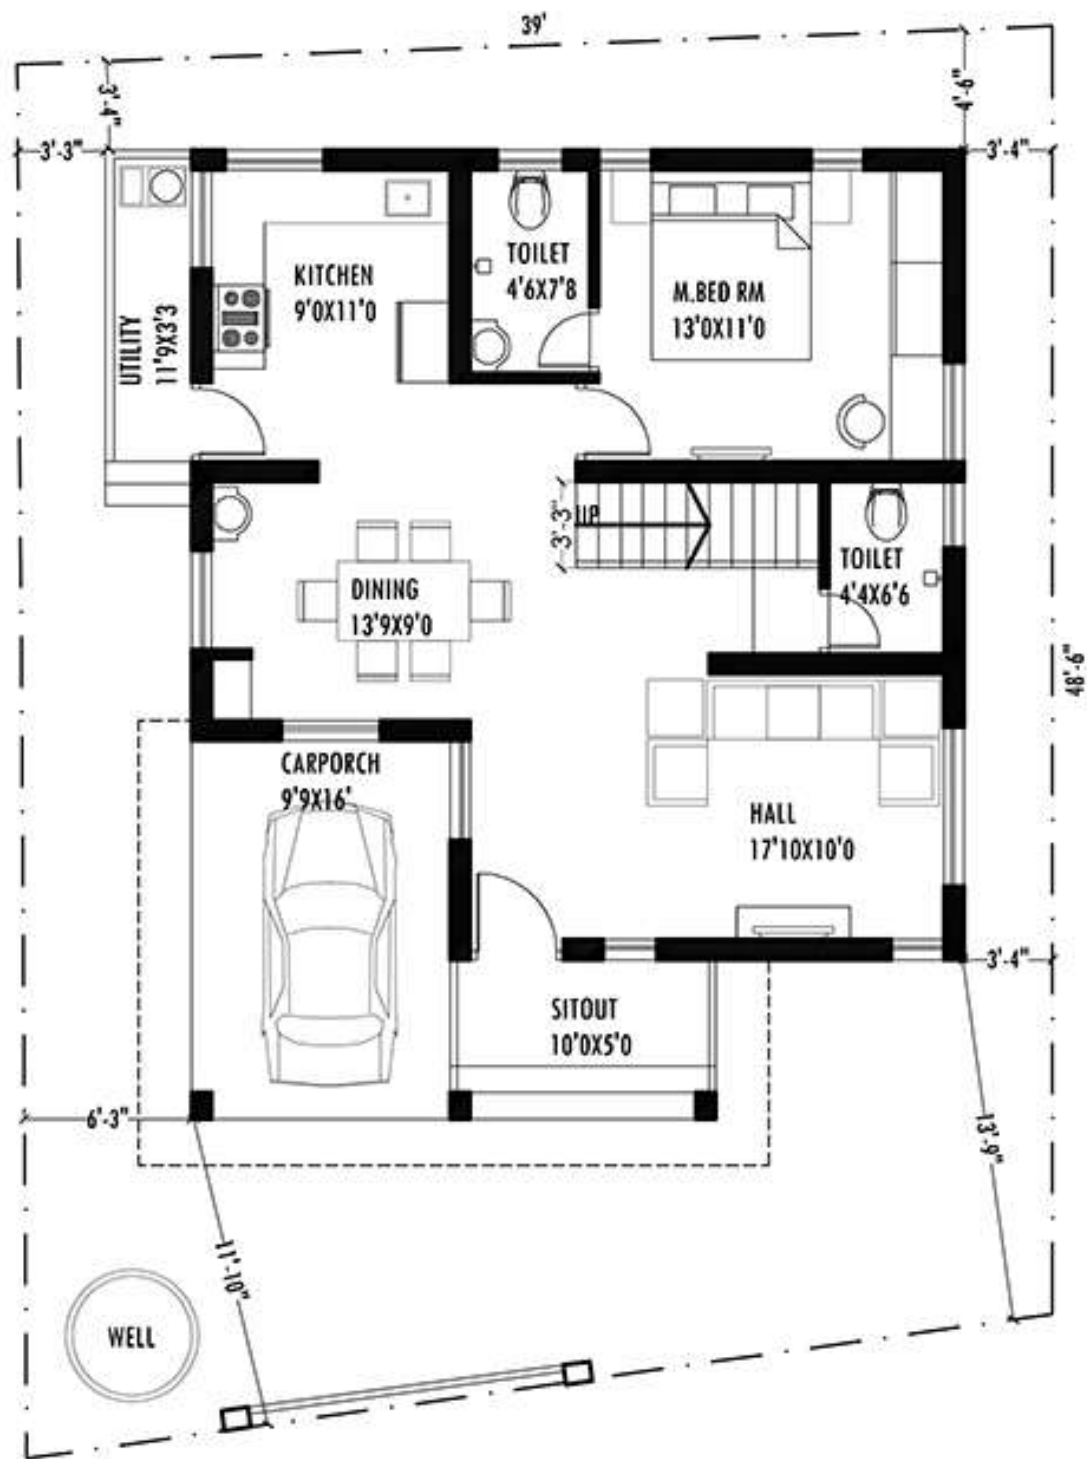 39'
3'-4"
4'-6"
3'-3"
3'-4"
TOILET
4'6X7'8
KITCHEN
9'0X11'0
M.BED RM
13'0X11'0
UTILITY
11'9X3'3
3'-3"
UP
TOILET
4'4X6'6
DINING
13'9X9'0
48'-6"
CARPORCH
9'9X16'
HALL
17'10X10'0
3'-4"
SITOUT
10'0X5'0
6'-3"
13'-9"
11'-10"
WELL